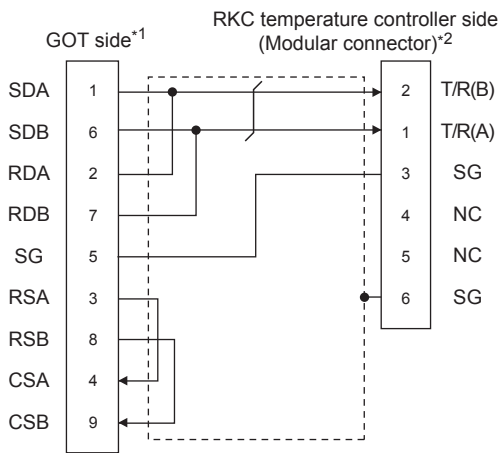 RKC temperature controller side
(Modular connector)*2
GOT side*1
SDA 1 2 T/R(B)
SDB 6 1 T/R(A)
RDA 2 3 SG
RDB 7 4 NC
SG 5 5 NC
RSA 3 6 SG
RSB 8
CSA 4
CSB 9